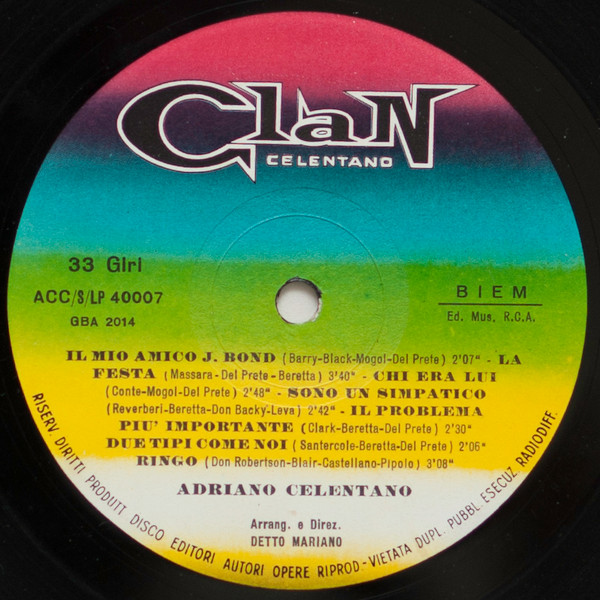 Clan
CELENTANO
33 Giri
ACC/S/LP 40007
GBA 2014
BIEM
Ed. Mus. R.C.A.
IL MIO AMICO J. BOND (Barry-Black-Mogol-Del Prete) 2'07" - LA
FESTA (Massara-Del Prete-Beretta) 3'40" - CHI ERA LUI
(Conte-Mogol-Del Prete) 2'48" - SONO UN SIMPATICO
(Reverberi-Beretta-Don Backy-Leva) 2'42" - IL PROBLEMA
PIU' IMPORTANTE (Clark-Beretta-Del Prete) 2'30"
DUE TIPI COME NOI (Santercole-Beretta-Del Prete) 2'06"
RINGO (Don Robertson-Blair-Castellano-Pipolo) 3'08"
ADRIANO CELENTANO
Arrang. e Direz.
DETTO MARIANO
RISERV. DIRITTI PRODUTT. DISCO EDITORI AUTORI OPERE RIPROD-VIETATA DUPL. PUBBL. ESECUZ. RADIODIFF.